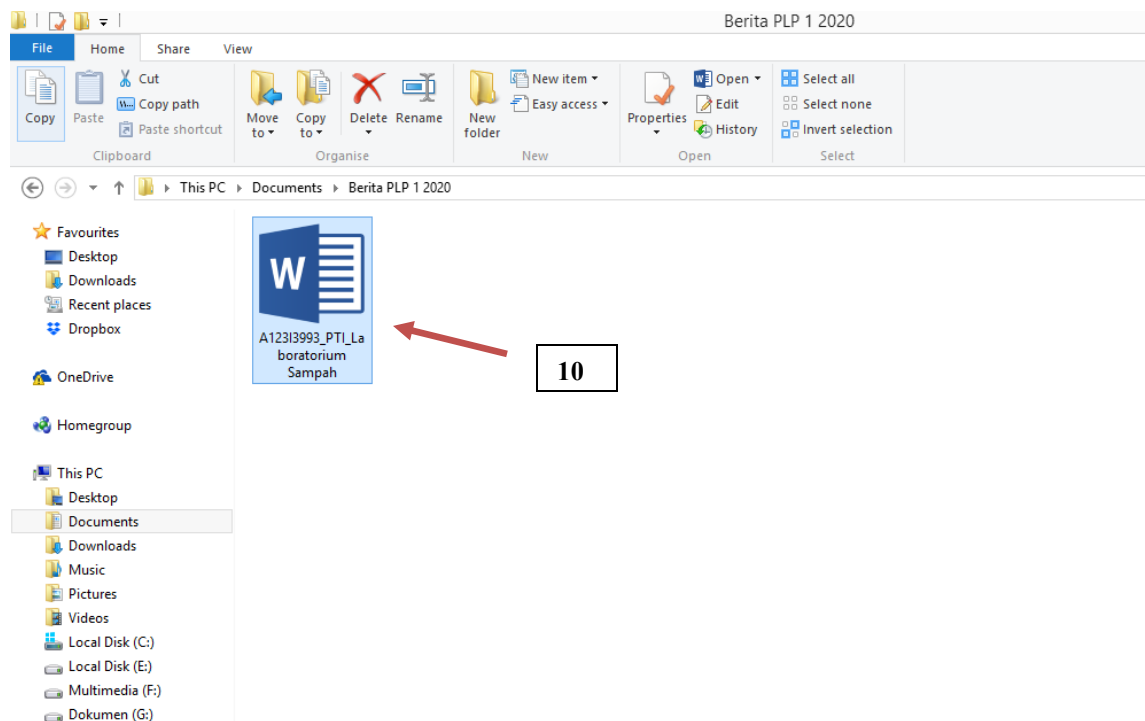 Berita PLP 1 2020
File Home Share View
Copy
Paste
Cut
Copy path
Paste shortcut
Clipboard
Move to
Copy to
Delete
Rename
Organise
New folder
New item
Easy access
New
Properties
Open
Edit
History
Open
Select all
Select none
Invert selection
Select
This PC Documents Berita PLP 1 2020
Favourites
Desktop
Downloads
Recent places
Dropbox
OneDrive
Homegroup
This PC
Desktop
Documents
Downloads
Music
Pictures
Videos
Local Disk (C:)
Local Disk (E:)
Multimedia (F:)
Dokumen (G:)
W
A123I3993_PTI_La
boratorium
Sampah
10